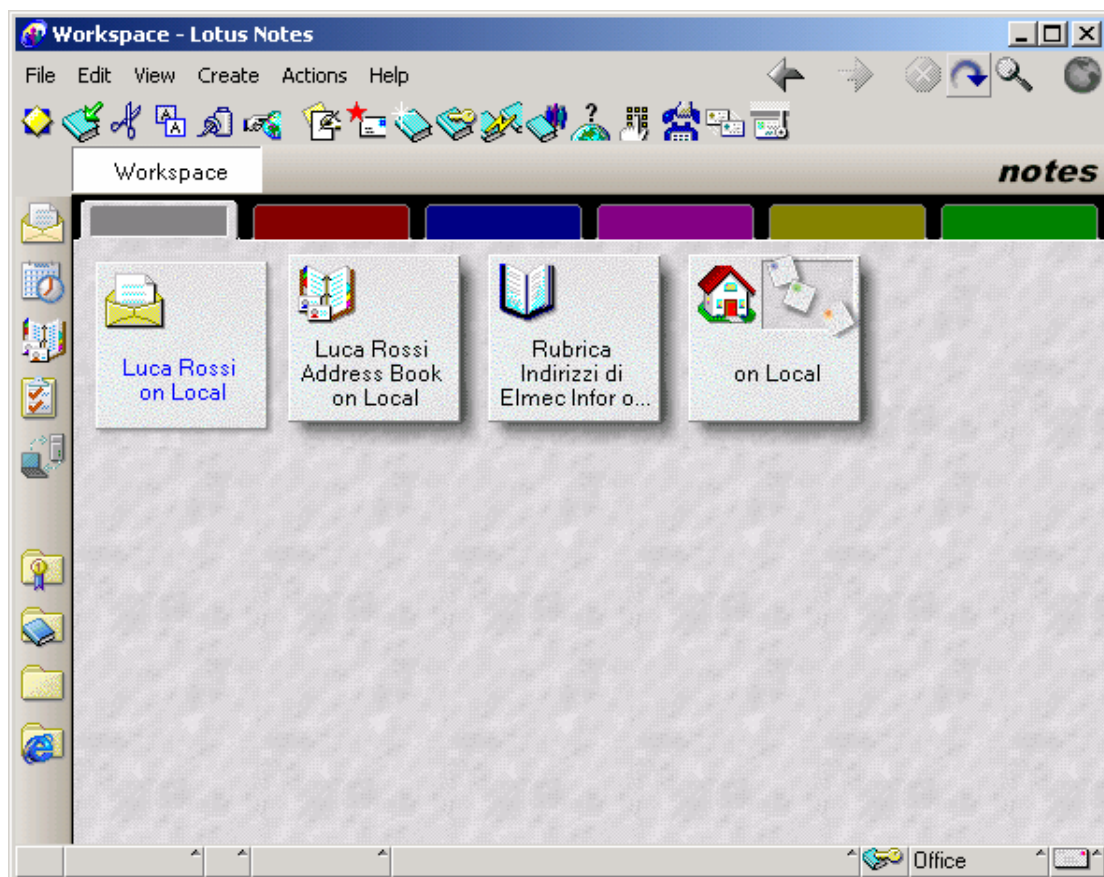 Workspace - Lotus Notes
File Edit View Create Actions Help
Workspace
notes
Luca Rossi
on Local
Luca Rossi
Address Book
on Local
Rubrica
Indirizzi di
Elmec Infor o...
on Local
Office